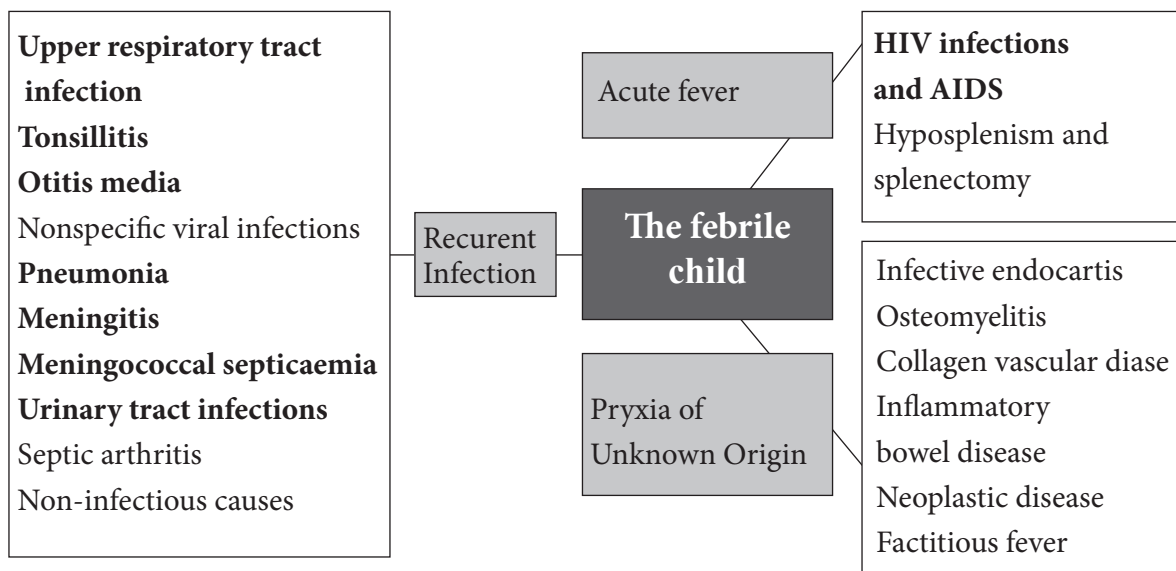 Upper respiratory tract
infection
Tonsillitis
Otitis media
Nonspecific viral infections
Pneumonia
Meningitis
Meningococcal septicaemia
Urinary tract infections
Septic arthritis
Non-infectious causes
Recurent
Infection
Acute fever
The febrile
child
Pryxia of
Unknown Origin
HIV infections
and AIDS
Hyposplenism and
splenectomy
Infective endocartis
Osteomyelitis
Collagen vascular diase
Inflammatory
bowel disease
Neoplastic disease
Factitious fever